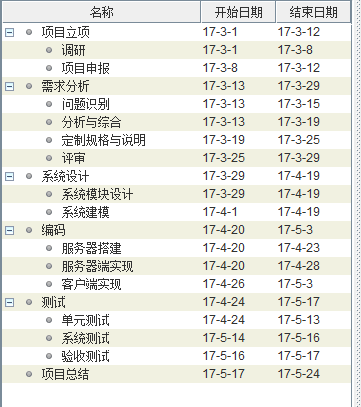 名称 开始日期 结束日期
项目立项 17-3-1 17-3-12
调研 17-3-1 17-3-8
项目申报 17-3-8 17-3-12
需求分析 17-3-13 17-3-29
问题识别 17-3-13 17-3-15
分析与综合 17-3-13 17-3-19
定制规格与说明 17-3-19 17-3-25
评审 17-3-25 17-3-29
系统设计 17-3-29 17-4-19
系统模块设计 17-3-29 17-4-19
系统建模 17-4-1 17-4-19
编码 17-4-20 17-5-3
服务器搭建 17-4-20 17-4-23
服务器端实现 17-4-20 17-4-28
客户端实现 17-4-26 17-5-3
测试 17-4-24 17-5-17
单元测试 17-4-24 17-5-13
系统测试 17-5-14 17-5-16
验收测试 17-5-16 17-5-17
项目总结 17-5-17 17-5-24